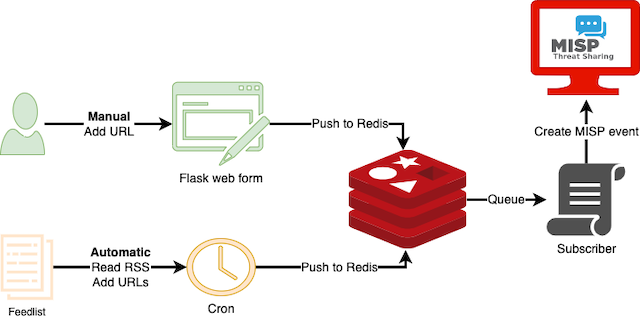 MISP
Threat Sharing
Manual
Add URL
Push to Redis
Create MISP event
Flask web form
Queue
Subscriber
Automatic
Read RSS
Add URLs
Push to Redis
Feedlist
Cron